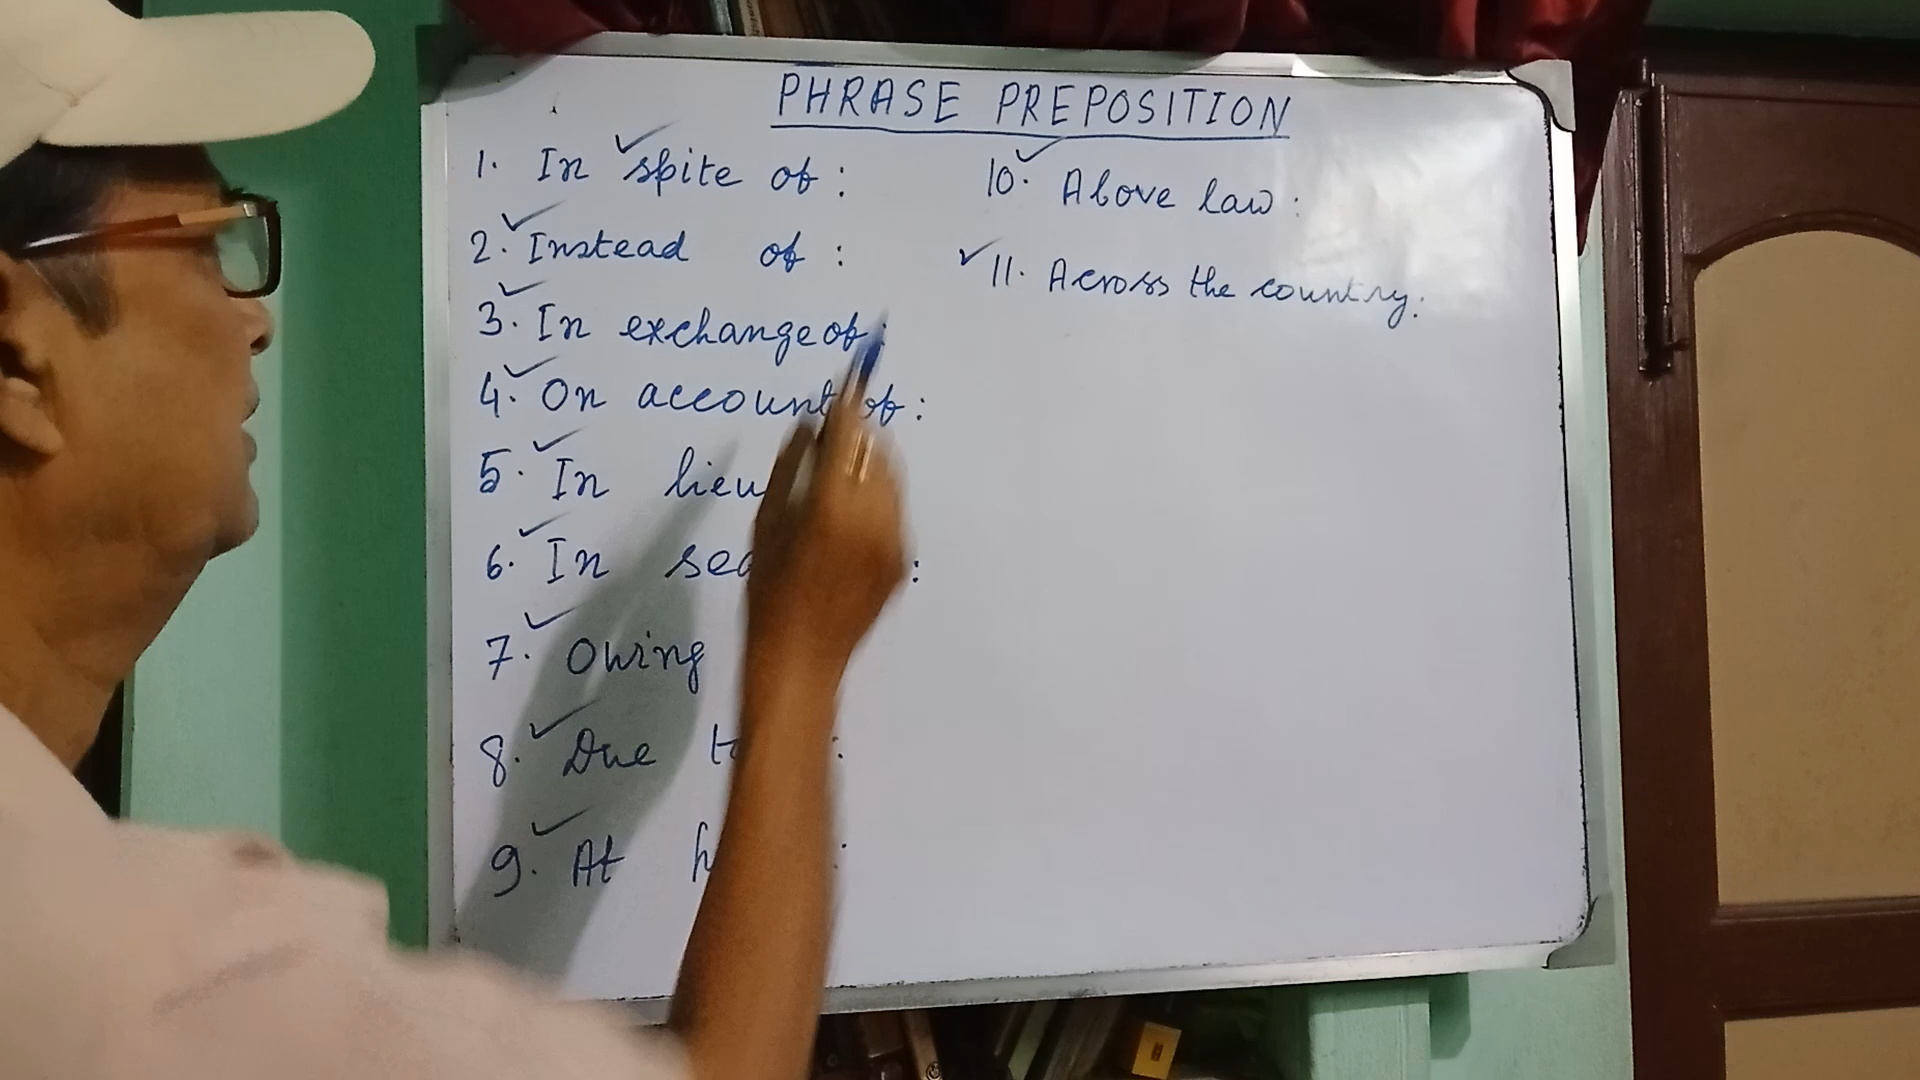 PHRASE PREPOSITION
1. In spite of :
2. Instead of :
3. In exchange of :
4. On account of :
5. In lieu
6. In :
7. Owing
8. Due :
9. At :
10. Above law :
11. Across the country.